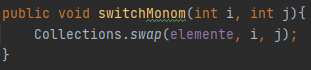 public void switchMonom(int i, int j){
    Collections.swap(elemente, i, j);
}